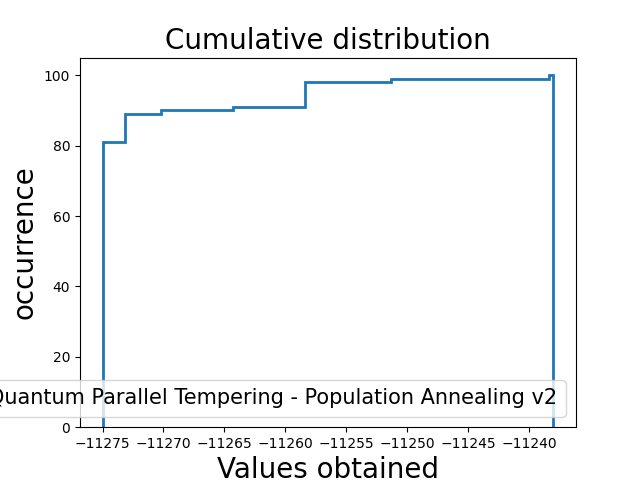 Cumulative distribution
100
80
60
40
20
0
occurrence
Parallel Tempering - Population Annealing v2
−11275 −11270 −11265 −11260 −11255 −11250 −11245 −11240
Values obtained